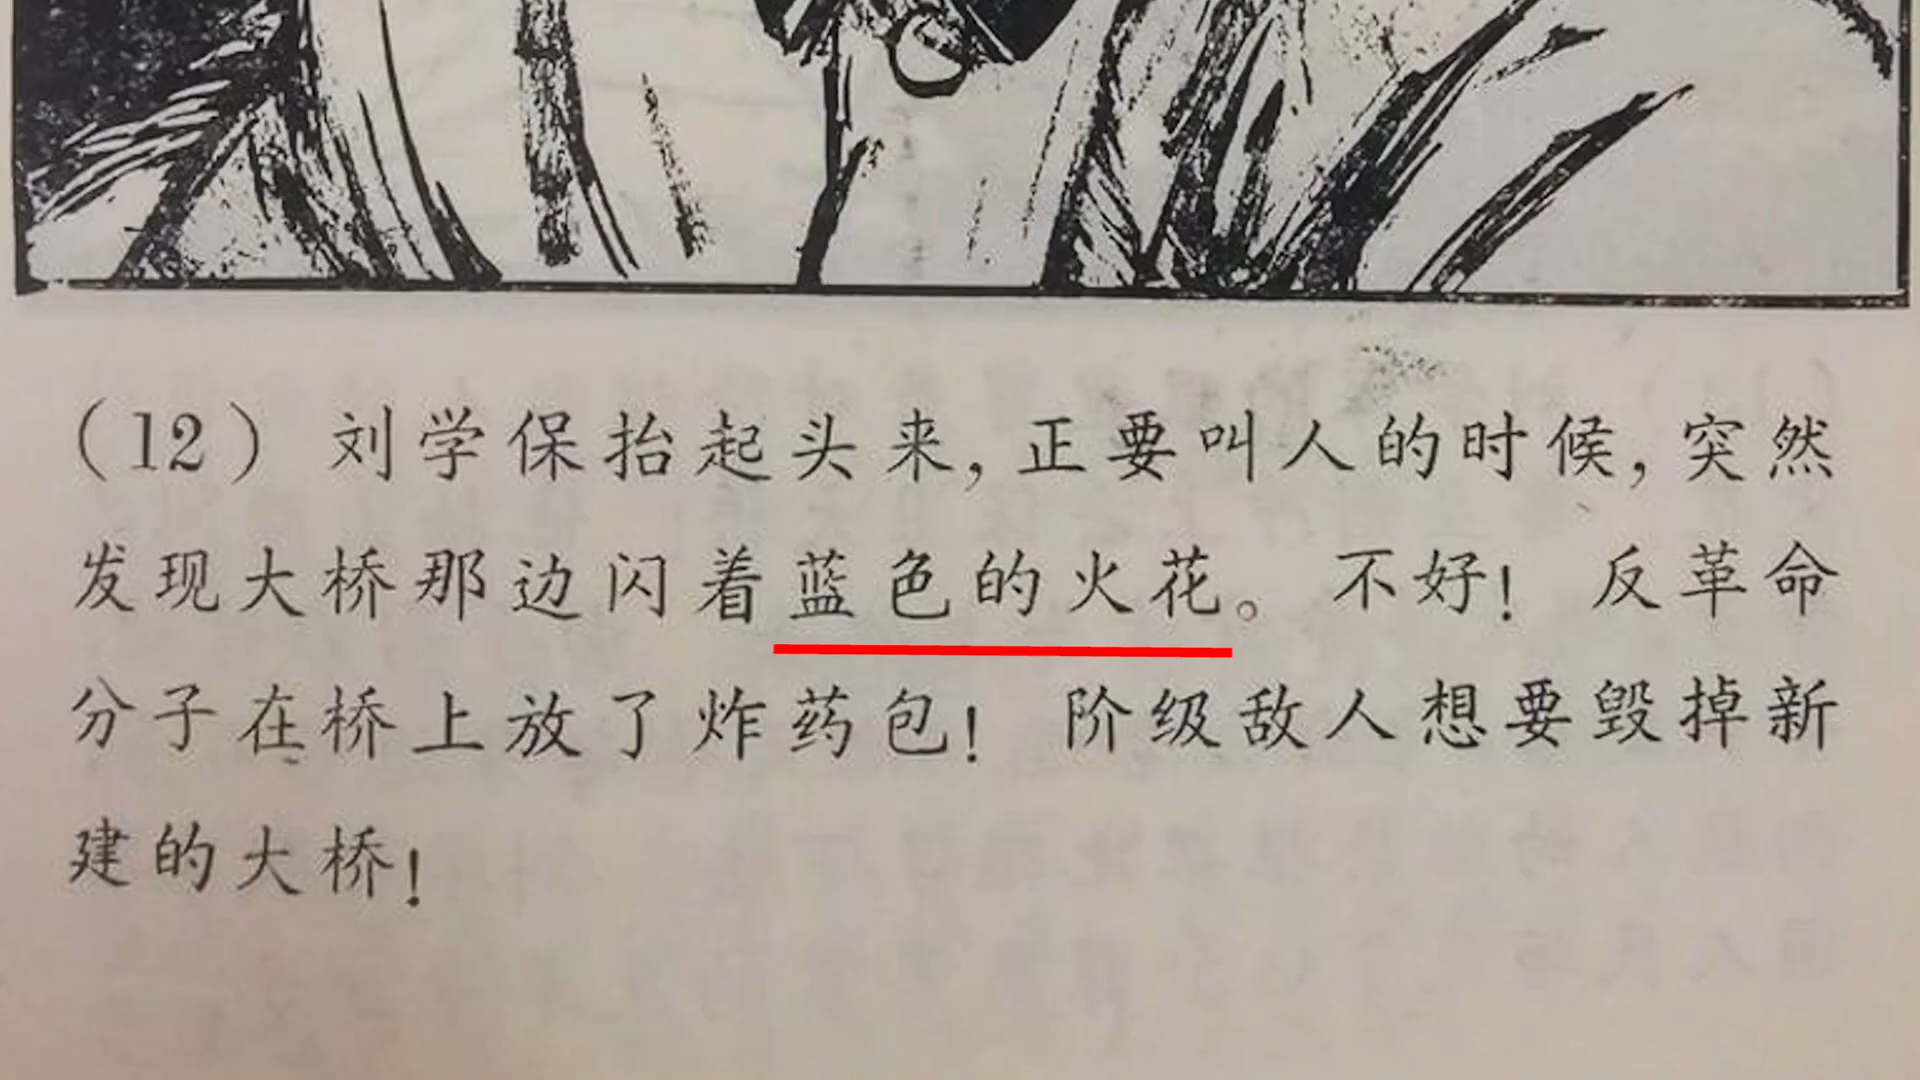 (12) 刘学保抬起头来,正要叫人的时候,突然
发现大桥那边闪着蓝色的火花。不好! 反革命
分子在桥上放了炸药包! 阶级敌人想要毁掉新
建的大桥!